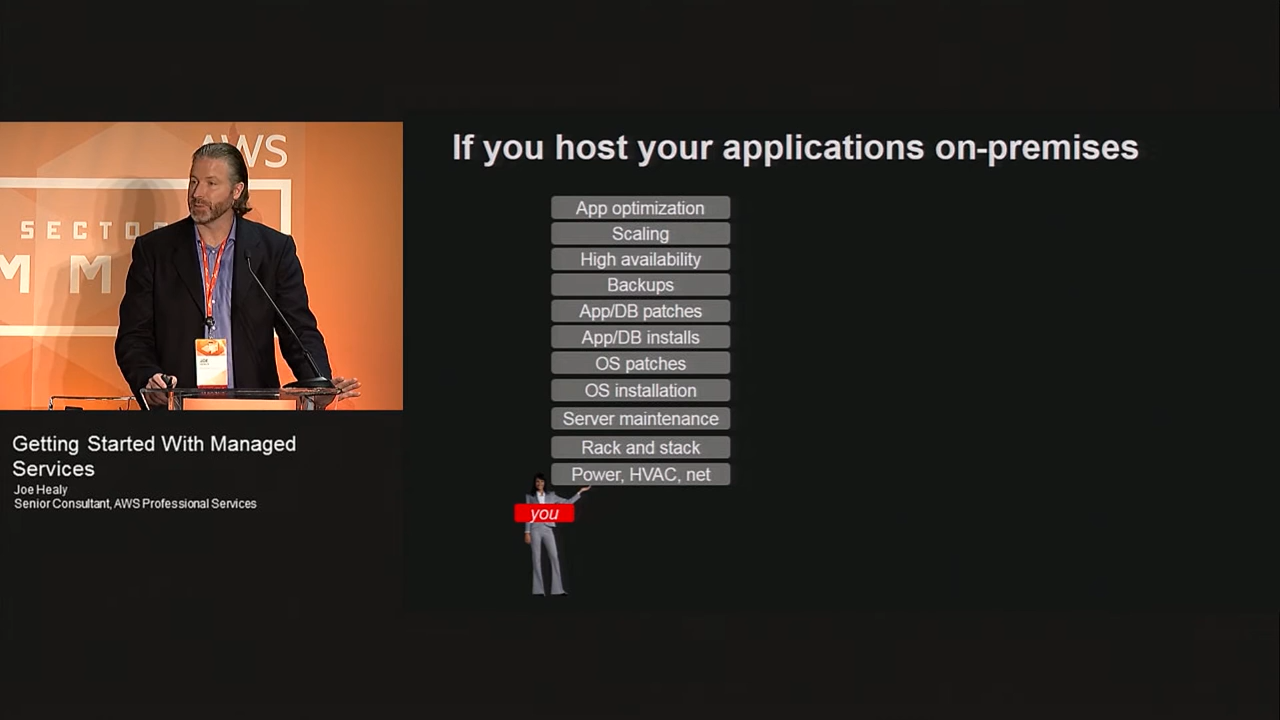 AWS
SECTO
M M
JOE
Getting Started With Managed
Services
Joe Healy
Senior Consultant, AWS Professional Services
If you host your applications on-premises
App optimization
Scaling
High availability
Backups
App/DB patches
App/DB installs
OS patches
OS installation
Server maintenance
Rack and stack
Power, HVAC, net
you